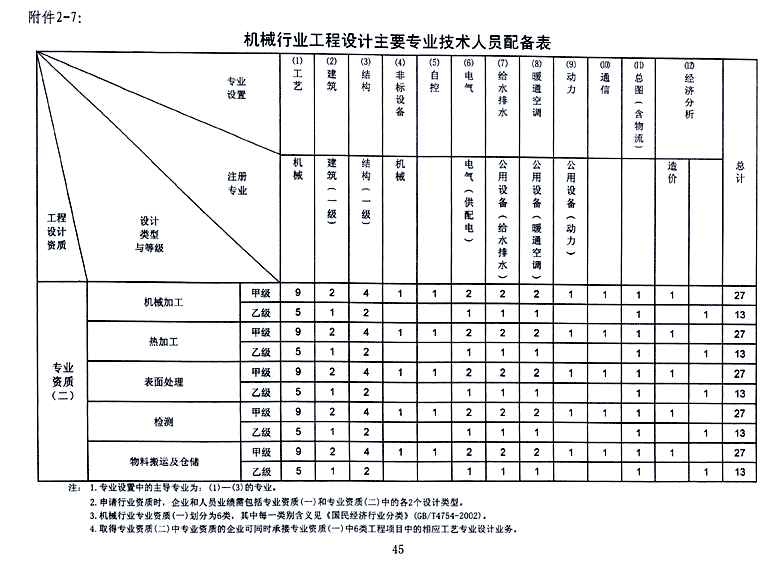 附件2-7:
机械行业工程设计主要专业技术人员配备表
专业设置 (1)工艺 (2)建筑 (3)结构 (4)非标设备 (5)自控 (6)电气 (7)给水排水 (8)暖通空调 (9)动力 (10)通信 (11)总图(含物流) (12)经济分析 总计
注册专业 机械 建筑(一级) 结构(一级) 机械 电气(供配电) 公用设备(给水排水) 公用设备(暖通空调) 公用设备(动力) 造价
工程设计资质 设计类型与等级
专业资质(二)
机械加工 甲级 9 2 4 1 1 2 2 2 1 1 1 1 27
乙级 5 1 2 1 1 1 1 1 13
热加工 甲级 9 2 4 1 1 2 2 2 1 1 1 1 27
乙级 5 1 2 1 1 1 1 1 13
表面处理 甲级 9 2 4 1 1 2 2 2 1 1 1 1 27
乙级 5 1 2 1 1 1 1 1 13
检测 甲级 9 2 4 1 1 2 2 2 1 1 1 1 27
乙级 5 1 2 1 1 1 1 1 13
物料搬运及仓储 甲级 9 2 4 1 1 2 2 2 1 1 1 1 27
乙级 5 1 2 1 1 1 1 1 13
注: 1.专业设置中的主导专业为:(1)—(3)的专业。
2.申请行业资质时,企业和人员业绩需包括专业资质(一)和专业资质(二)中的各2个设计类型。
3.机械行业专业资质(一)划分为6类,其中每一类别含义见《国民经济行业分类》(GB/T4754-2002)。
4.取得专业资质(二)中专业资质的企业可同时承接专业资质(一)中6类工程项目中的相应工艺专业设计业务。
45